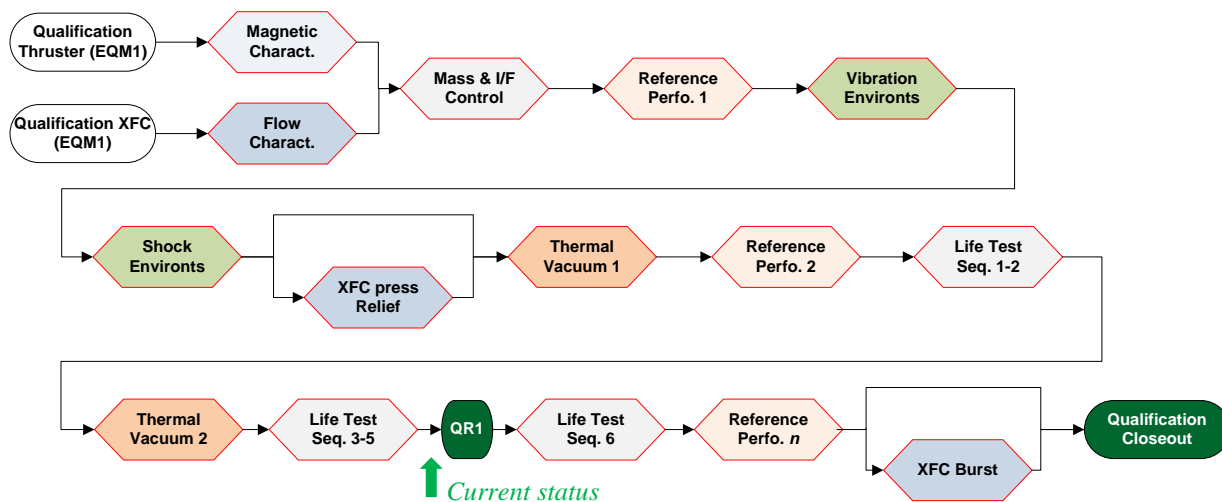 Qualification
Thruster (EQM1)
Magnetic
Charact.
Mass & I/F
Control
Reference
Perfo. 1
Vibration
Environts
Qualification XFC
(EQM1)
Flow
Charact.
Shock
Environts
XFC press
Relief
Thermal
Vacuum 1
Reference
Perfo. 2
Life Test
Seq. 1-2
Thermal
Vacuum 2
Life Test
Seq. 3-5
QR1
Life Test
Seq. 6
Reference
Perfo. n
XFC Burst
Qualification
Closeout
Current status